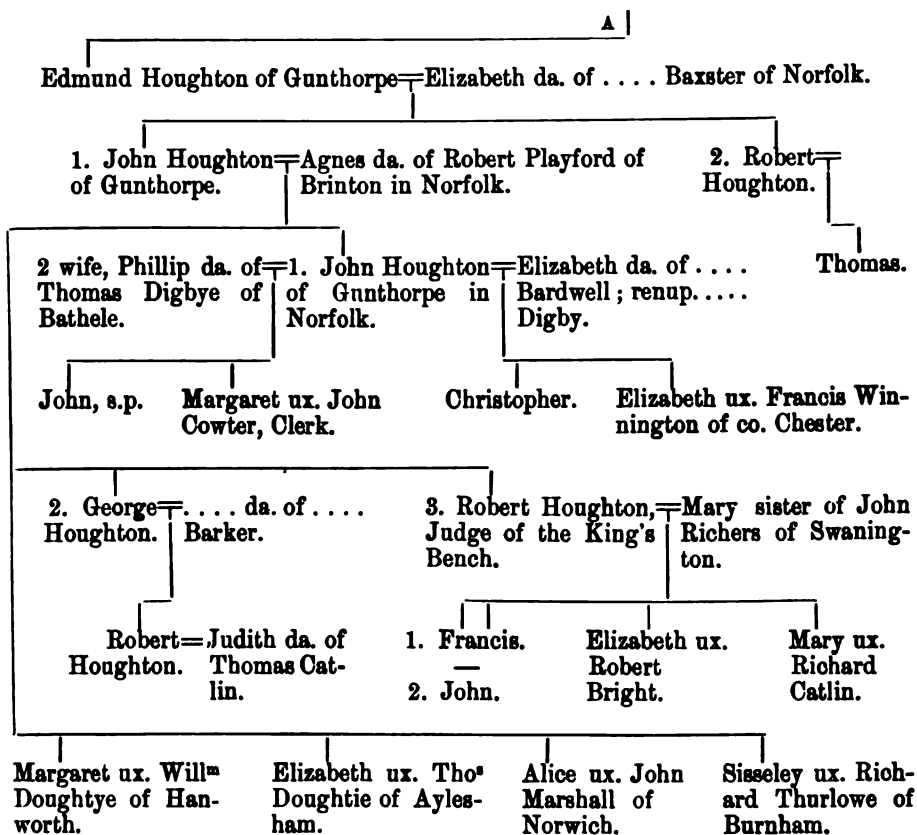 A
Edmund Houghton of Gunthorpe=Elizabeth da. of . . . . Baxster of Norfolk.
1. John Houghton=Agnes da. of Robert Playford of
of Gunthorpe. Brinton in Norfolk.
2. Robert=
Houghton.
2 wife, Phillip da. of=1. John Houghton=Elizabeth da. of . . . .
Thomas Digbye of of Gunthorpe in Bardwell ; renup. . . . .
Bathele. Norfolk. Digby.
Thomas.
John, s.p.
Margaret ux. John
Cowter, Clerk.
Christopher.
Elizabeth ux. Francis Win-
nington of co. Chester.
2. George=. . . . da. of . . . .
Houghton. Barker.
3. Robert Houghton,=Mary sister of John
Judge of the King's Richers of Swaning-
Bench. ton.
Robert=Judith da. of
Houghton. Thomas Cat-
lin.
1. Francis.
—
2. John.
Elizabeth ux.
Robert
Bright.
Mary ux.
Richard
Catlin.
Margaret ux. Willm
Doughtye of Han-
worth.
Elizabeth ux. Thos
Doughtie of Ayles-
ham.
Alice ux. John
Marshall of
Norwich.
Sisseley ux. Rich-
ard Thurlowe of
Burnham.